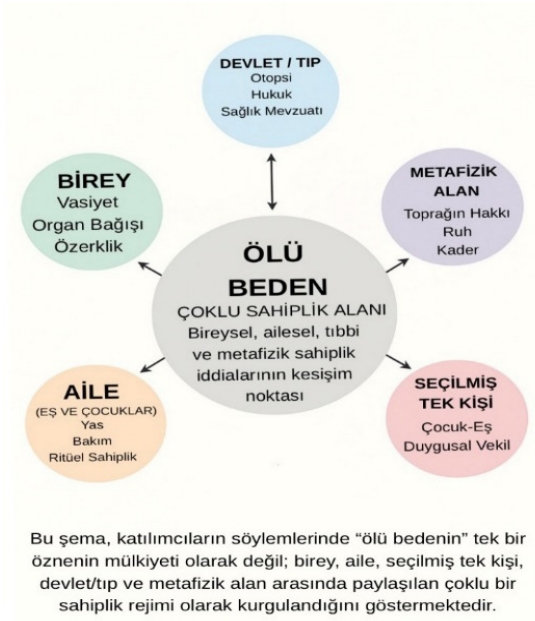 DEVLET / TIP
Otopsi
Hukuk
Sağlık Mevzuatı
BİREY
Vasiyet
Organ Bağışı
Özerklik
METAFİZİK
ALAN
Toprağın Hakkı
Ruh
Kader
ÖLÜ
BEDEN
ÇOKLU SAHİPLİK ALANI
Bireysel, ailesel, tıbbi
ve metafizik sahiplik
iddialarının kesişim
noktası
AİLE
(EŞ VE ÇOCUKLAR)
Yas
Bakım
Ritüel Sahiplik
SEÇİLMİŞ
TEK KİŞİ
Çocuk-Eş
Duygusal Vekil
Bu şema, katılımcıların söylemlerinde “ölü bedenin” tek bir
öznenin mülkiyeti olarak değil; birey, aile, seçilmiş tek kişi,
devlet/tıp ve metafizik alan arasında paylaşılan çoklu bir
sahiplik rejimi olarak kurgulandığını göstermektedir.